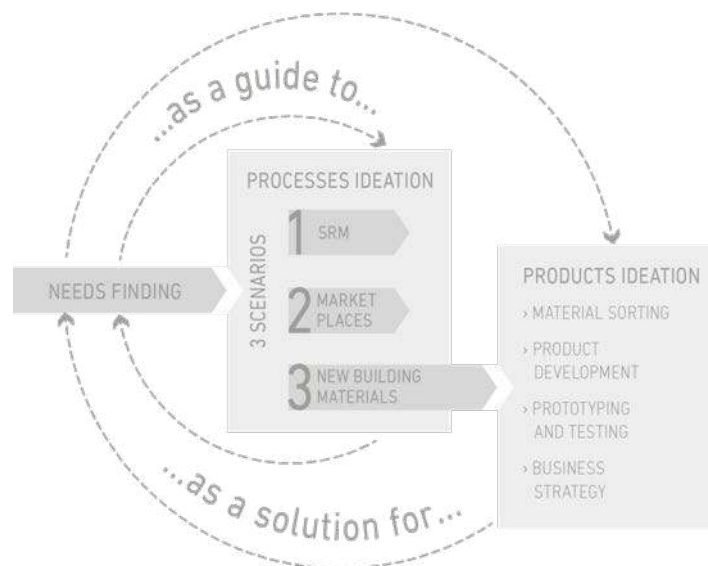 ...as a guide to...
PROCESSES IDEATION
3 SCENARIOS
1 SRM
2 MARKET
PLACES
3 NEW BUILDING
MATERIALS
NEEDS FINDING
PRODUCTS IDEATION
› MATERIAL SORTING
› PRODUCT
DEVELOPMENT
› PROTOTYPING
AND TESTING
› BUSINESS
STRATEGY
...as a solution for...